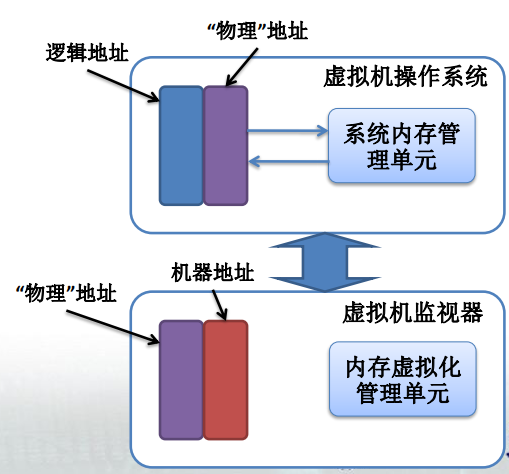 “物理”地址
逻辑地址
虚拟机操作系统
系统内存管
理单元
机器地址
“物理”地址
虚拟机监视器
内存虚拟化
管理单元